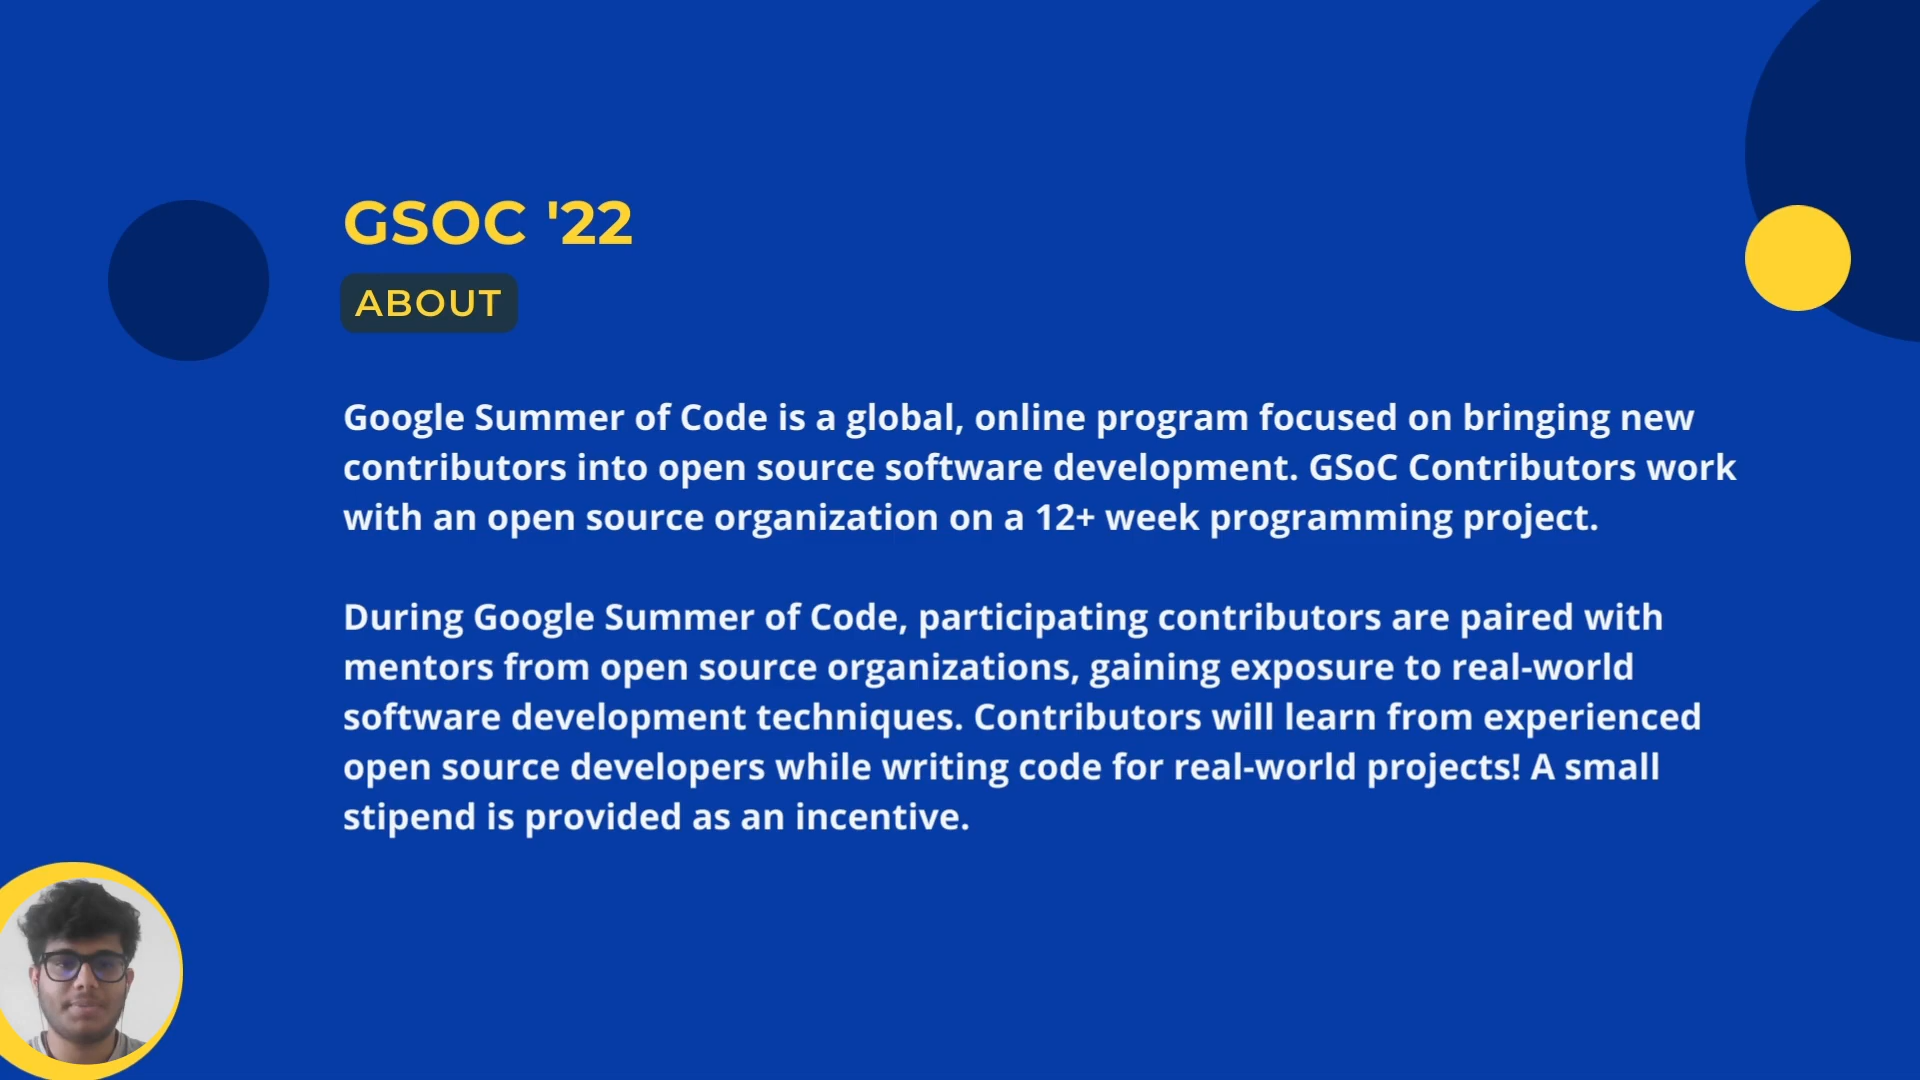 GSOC '22
ABOUT
Google Summer of Code is a global, online program focused on bringing new
contributors into open source software development. GSoC Contributors work
with an open source organization on a 12+ week programming project.
During Google Summer of Code, participating contributors are paired with
mentors from open source organizations, gaining exposure to real-world
software development techniques. Contributors will learn from experienced
open source developers while writing code for real-world projects! A small
stipend is provided as an incentive.